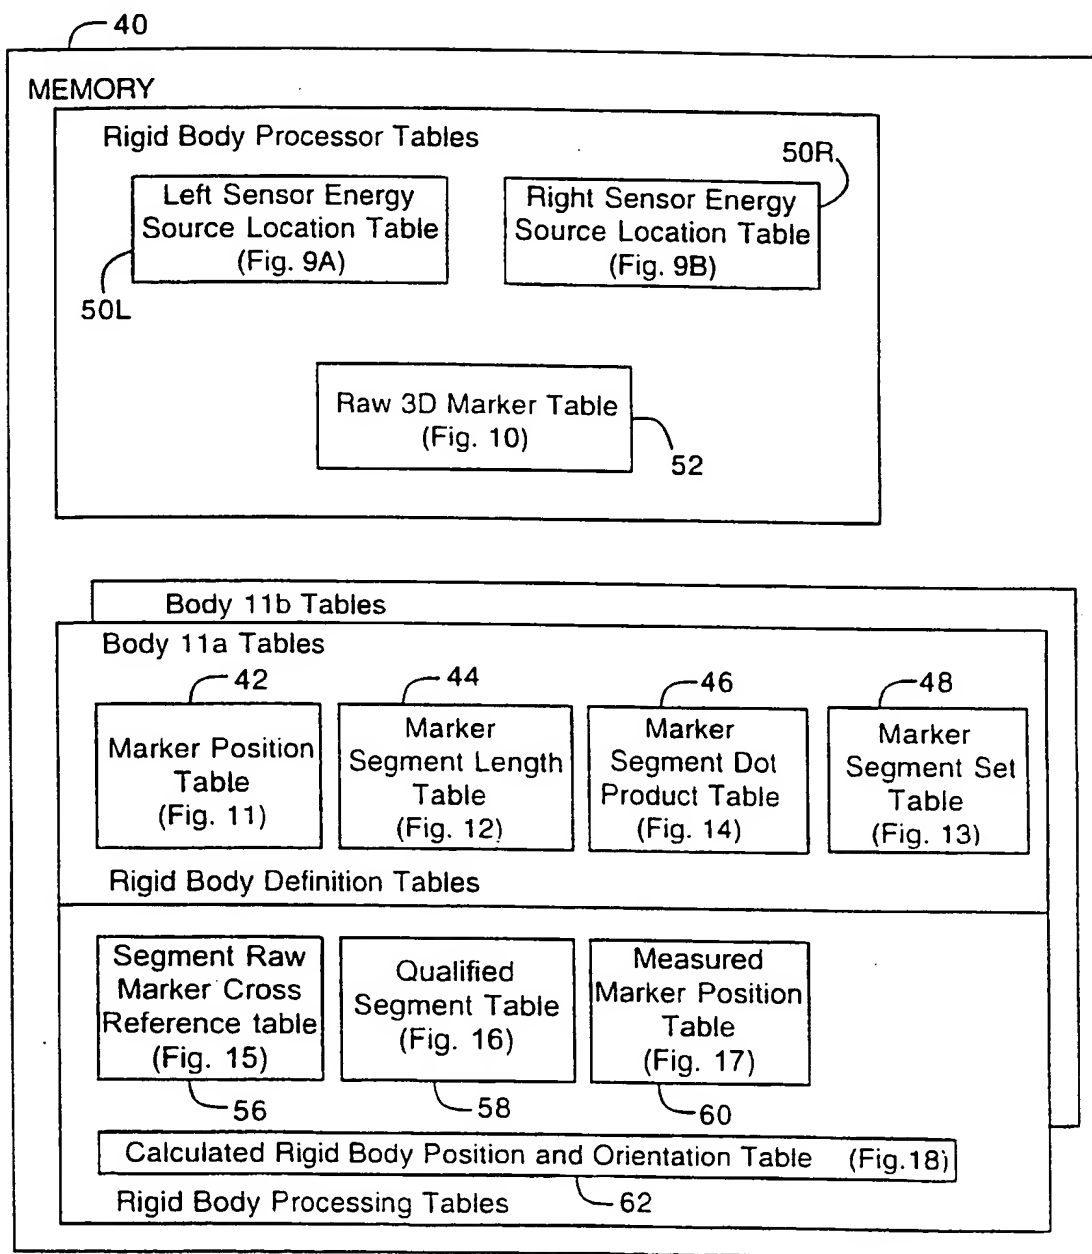 40
MEMORY
Rigid Body Processor Tables
50R
Left Sensor Energy
Source Location Table
(Fig. 9A)
Right Sensor Energy
Source Location Table
(Fig. 9B)
50L
Raw 3D Marker Table
(Fig. 10)
52
Body 11b Tables
Body 11a Tables
42
44
46
48
Marker Position
Table
(Fig. 11)
Marker
Segment Length
Table
(Fig. 12)
Marker
Segment Dot
Product Table
(Fig. 14)
Marker
Segment Set
Table
(Fig. 13)
Rigid Body Definition Tables
Segment Raw
Marker Cross
Reference table
(Fig. 15)
Qualified
Segment Table
(Fig. 16)
Measured
Marker Position
Table
(Fig. 17)
56
58
60
Calculated Rigid Body Position and Orientation Table (Fig.18)
62
Rigid Body Processing Tables